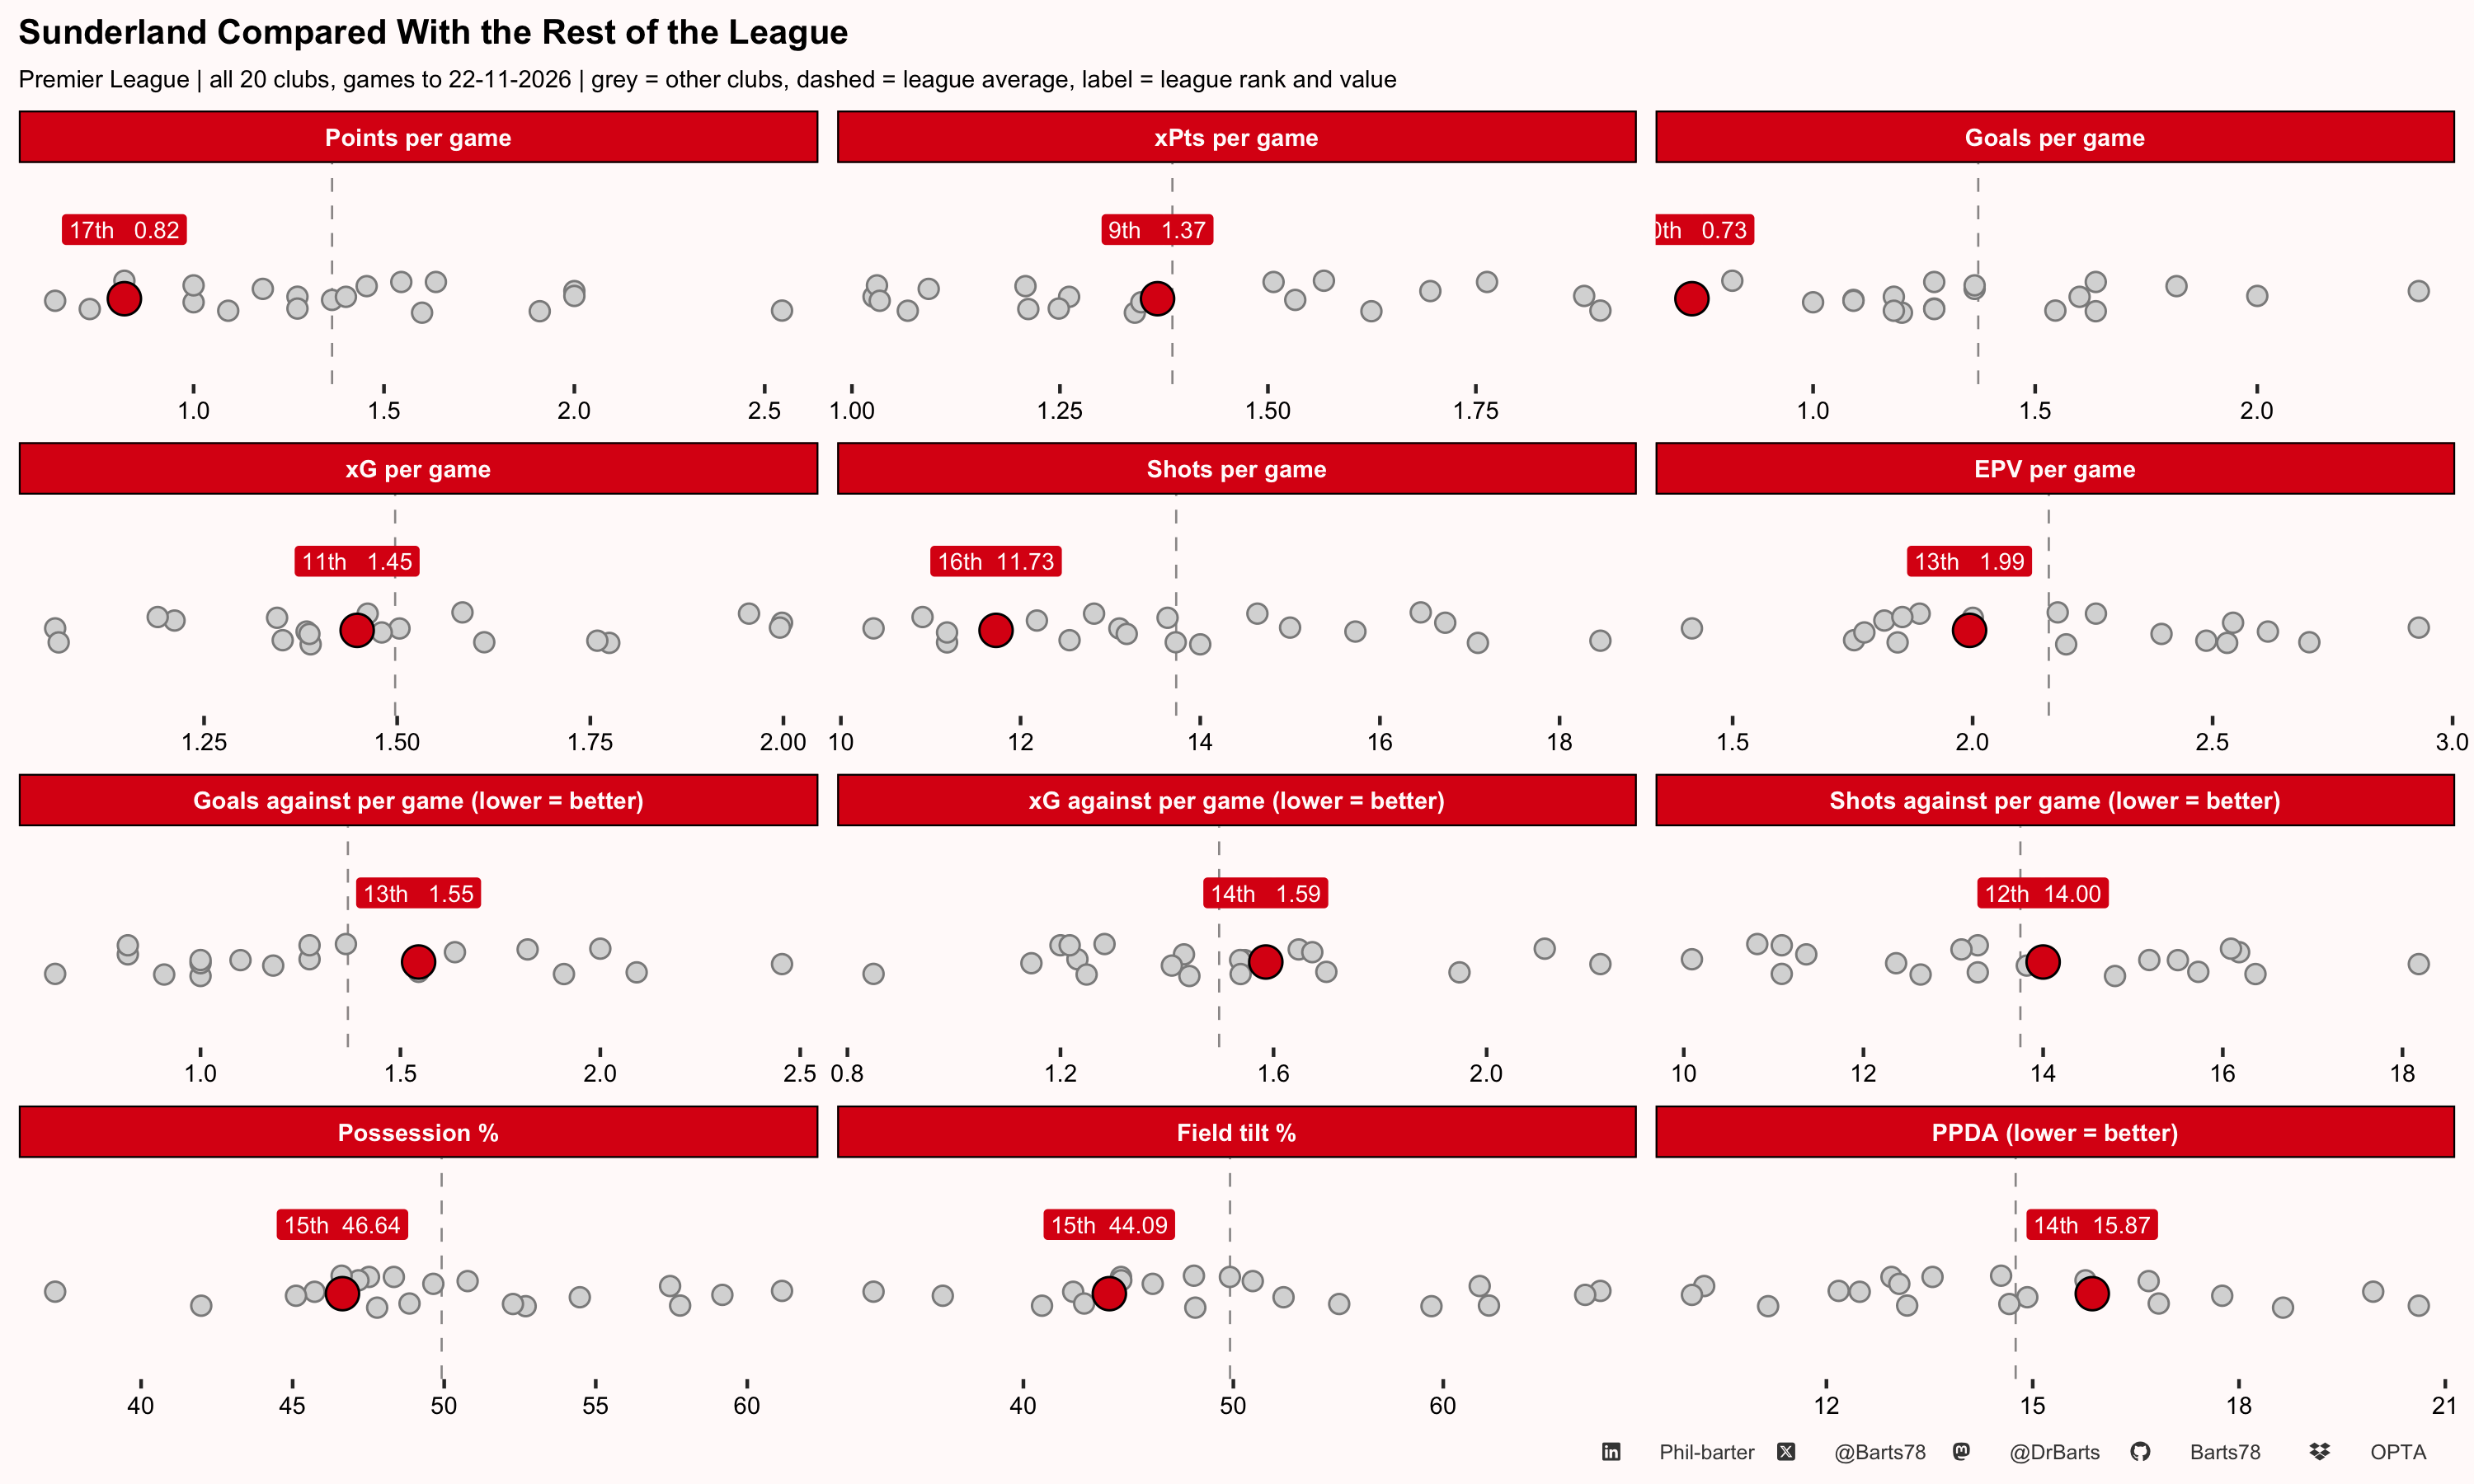 Sunderland Compared With the Rest of the League
Premier League | all 20 clubs, games to 22-11-2026 | grey = other clubs, dashed = league average, label = league rank and value
Points per game
xPts per game
Goals per game
17th 0.82
9th 1.37
0th 0.73
1.0 1.5 2.0 2.5
1.00 1.25 1.50 1.75
1.0 1.5 2.0
xG per game
Shots per game
EPV per game
11th 1.45
16th 11.73
13th 1.99
1.25 1.50 1.75 2.00
10 12 14 16 18
1.5 2.0 2.5 3.0
Goals against per game (lower = better)
xG against per game (lower = better)
Shots against per game (lower = better)
13th 1.55
14th 1.59
12th 14.00
1.0 1.5 2.0 2.5
0.8 1.2 1.6 2.0
10 12 14 16 18
Possession %
Field tilt %
PPDA (lower = better)
15th 46.64
15th 44.09
14th 15.87
40 45 50 55 60
40 50 60
12 15 18 21
Phil-barter @Barts78 @DrBarts Barts78 OPTA